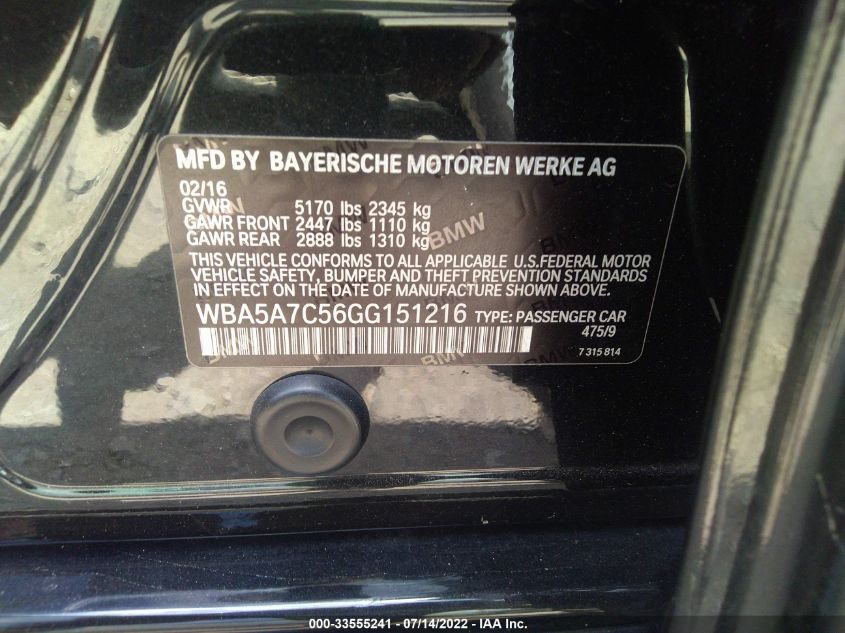 MFD BY BAYERISCHE MOTOREN WERKE AG
02/16
GVWR 5170 lbs 2345 kg
GAWR FRONT 2447 lbs 1110 kg
GAWR REAR 2888 lbs 1310 kg
BMW
THIS VEHICLE CONFORMS TO ALL APPLICABLE U.S.FEDERAL MOTOR
VEHICLE SAFETY, BUMPER AND THEFT PREVENTION STANDARDS
IN EFFECT ON THE DATE OF MANUFACTURE SHOWN ABOVE.
WBA5A7C56GG151216 TYPE: PASSENGER CAR
475/9
BMW
7 315 814
000-33555241 - 07/14/2022 - IAA Inc.